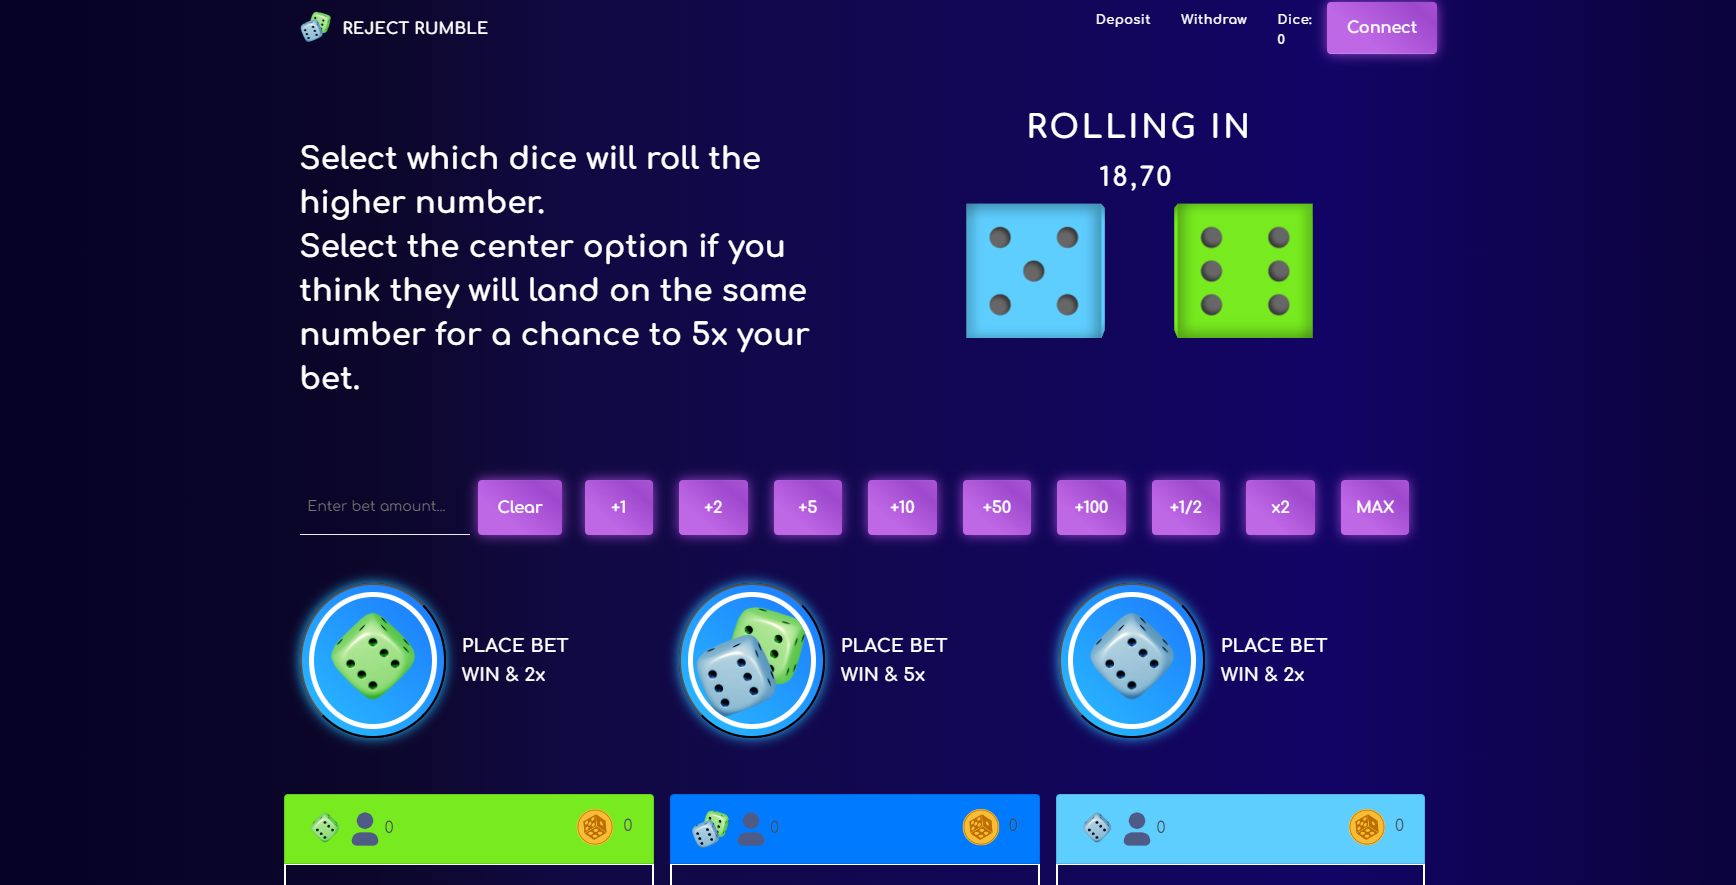 REJECT RUMBLE
Deposit
Withdraw
Dice:
0
Connect
Select which dice will roll the
higher number.
Select the center option if you
think they will land on the same
number for a chance to 5x your
bet.
ROLLING IN
18,70
Enter bet amount...
Clear
+1
+2
+5
+10
+50
+100
+1/2
x2
MAX
PLACE BET
WIN & 2x
PLACE BET
WIN & 5x
PLACE BET
WIN & 2x
0
0
0
0
0
0